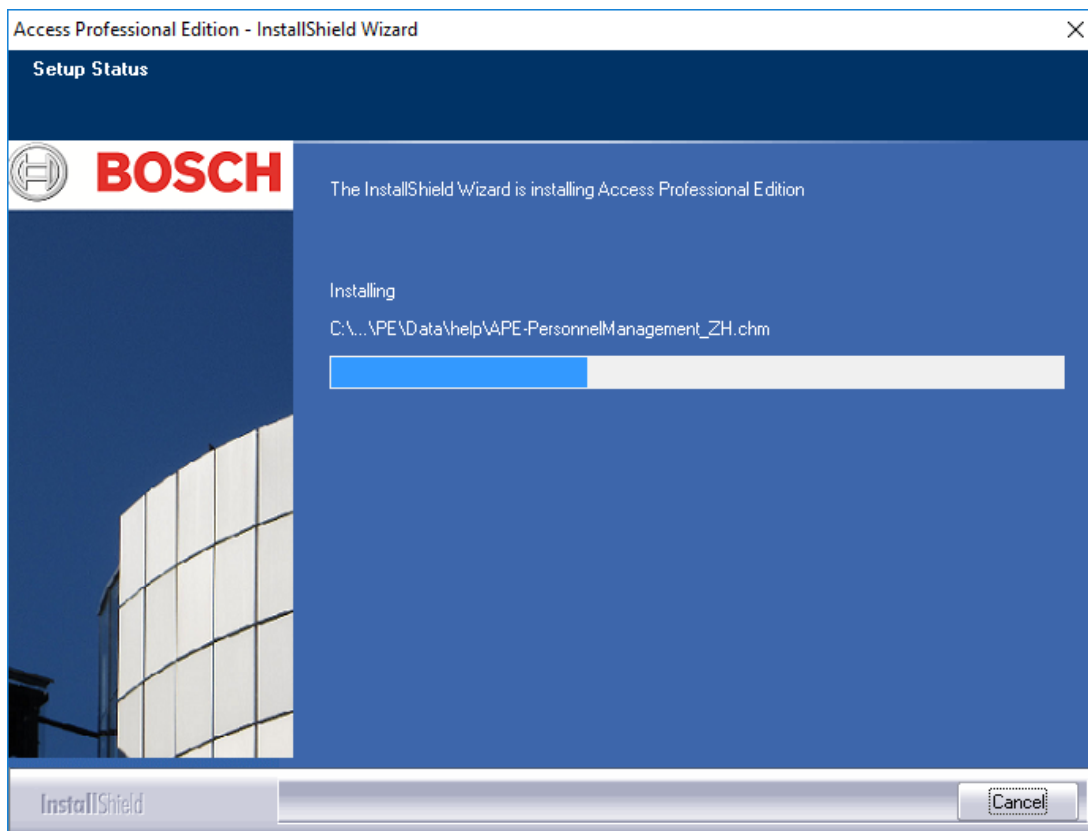 Access Professional Edition - InstallShield Wizard
Setup Status
BOSCH
The InstallShield Wizard is installing Access Professional Edition
Installing
C:\...\PE\Data\help\APE-PersonnelManagement_ZH.chm
InstallShield
Cancel